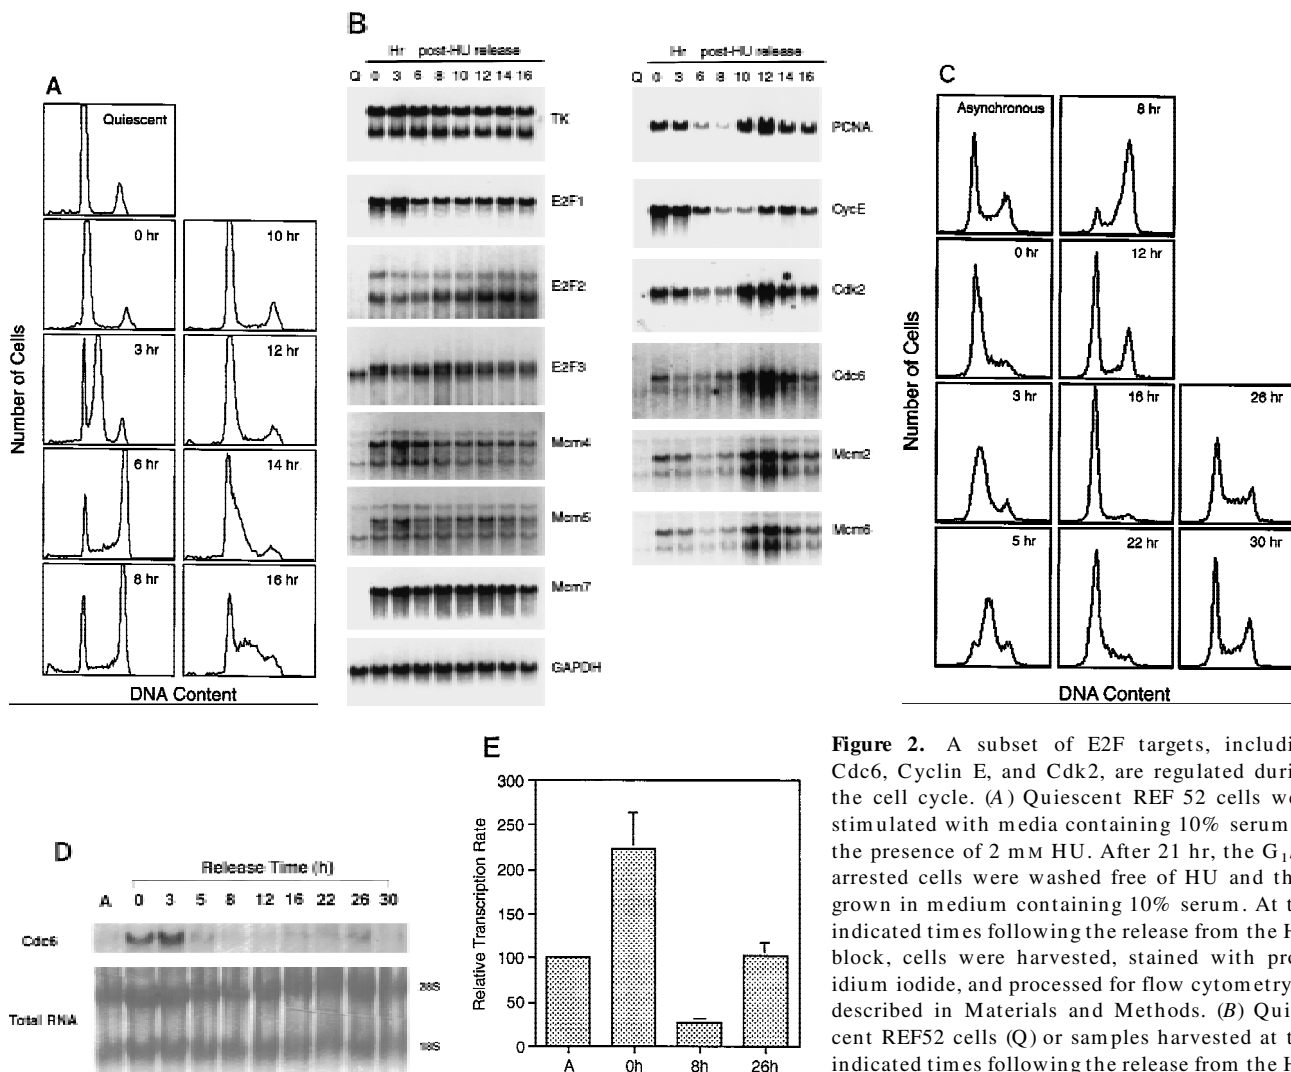 A
Quiescent
0 hr
10 hr
3 hr
12 hr
6 hr
14 hr
8 hr
16 hr
Number of Cells
DNA Content
B
Hr post-HU release
Q 0 3 6 8 10 12 14 16
TK
E2F1
E2F2
E2F3
Mcm4
Mcm5
Mcm7
GAPDH
Hr post-HU release
Q 0 3 6 8 10 12 14 16
PCNA
CycE
Cdk2
Cdc6
Mcm2
Mcm6
C
Asynchronous
8 hr
0 hr
12 hr
3 hr
16 hr
26 hr
5 hr
22 hr
30 hr
Number of Cells
DNA Content
D
Release Time (h)
A 0 3 5 8 12 16 22 26 30
Cdc6
28S
Total RNA
18S
E
Relative Transcription Rate
300
250
200
150
100
50
0
A 0h 8h 26h
Figure 2. A subset of E2F targets, includi
Cdc6, Cyclin E, and Cdk2, are regulated duri
the cell cycle. (A) Quiescent REF 52 cells we
stimulated with media containing 10% serum
the presence of 2 mM HU. After 21 hr, the G1/
arrested cells were washed free of HU and th
grown in medium containing 10% serum. At t
indicated times following the release from the H
block, cells were harvested, stained with pro
idium iodide, and processed for flow cytometry
described in Materials and Methods. (B) Qui
cent REF52 cells (Q) or samples harvested at t
indicated times following the release from the H